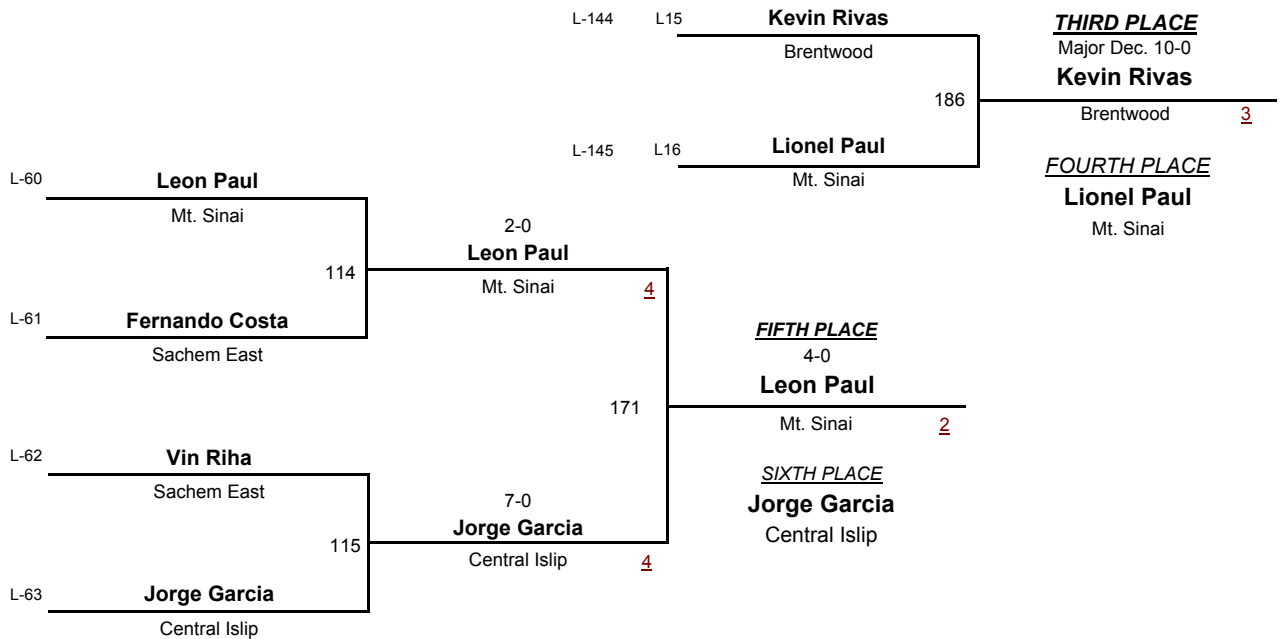 L-144 L15 Kevin Rivas THIRD PLACE
Brentwood Major Dec. 10-0
Kevin Rivas
186
Brentwood 3
L-145 L16 Lionel Paul FOURTH PLACE
L-60 Leon Paul Mt. Sinai Lionel Paul
Mt. Sinai 2-0 Mt. Sinai
Leon Paul
114
Mt. Sinai 4
L-61 Fernando Costa
Sachem East FIFTH PLACE
4-0
Leon Paul
171
Mt. Sinai 2
L-62 Vin Riha
Sachem East SIXTH PLACE
7-0 Jorge Garcia
Jorge Garcia Central Islip
115
Central Islip 4
L-63 Jorge Garcia
Central Islip